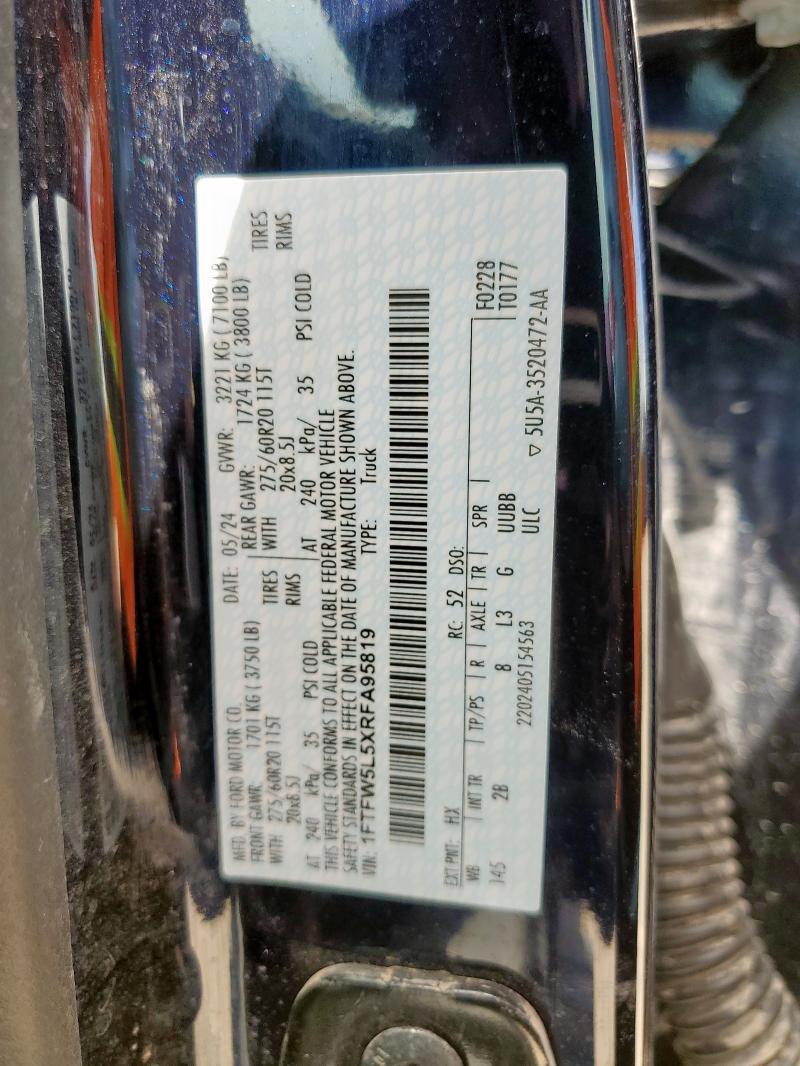 MFD. BY FORD MOTOR CO. DATE: 05/24 GVWR: 3221 KG ( 7100 LB)
FRONT GAWR: 1701 KG ( 3750 LB) REAR GAWR: 1724 KG ( 3800 LB)
WITH 275/60R20 115T TIRES WITH 275/60R20 115T TIRES
20x8.5J RIMS 20x8.5J RIMS
AT 240 kPa/ 35 PSI COLD AT 240 kPa/ 35 PSI COLD
THIS VEHICLE CONFORMS TO ALL APPLICABLE FEDERAL MOTOR VEHICLE
SAFETY STANDARDS IN EFFECT ON THE DATE OF MANUFACTURE SHOWN ABOVE.
VIN: 1FTFW5L5XRFA95819 TYPE: Truck
EXT PNT: HX RC: 52 DSO:
WB INT TR TP/PS R AXLE TR SPR F0228
145 2B B L3 G UUBB T0177
2202405154563 ULC ▽ 5U5A-3520472-AA